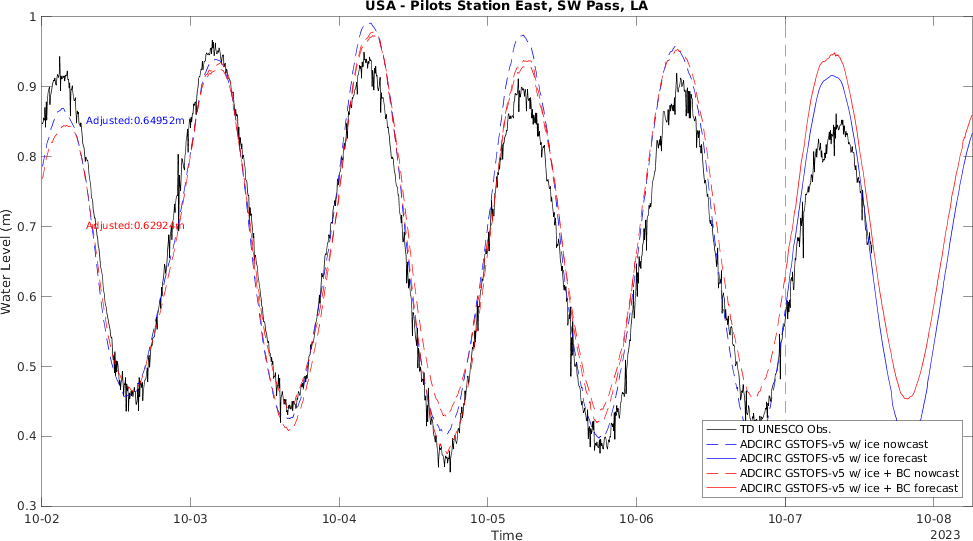 USA - Pilots Station East, SW Pass, LA
1
0.9
0.8
0.7
0.6
0.5
0.4
0.3
Water Level (m)
Adjusted:0.64952m
Adjusted:0.62924m
TD UNESCO Obs.
ADCIRC GSTOFS-v5 w/ ice nowcast
ADCIRC GSTOFS-v5 w/ ice forecast
ADCIRC GSTOFS-v5 w/ ice + BC nowcast
ADCIRC GSTOFS-v5 w/ ice + BC forecast
10-02 10-03 10-04 10-05 10-06 10-07 10-08
Time
2023